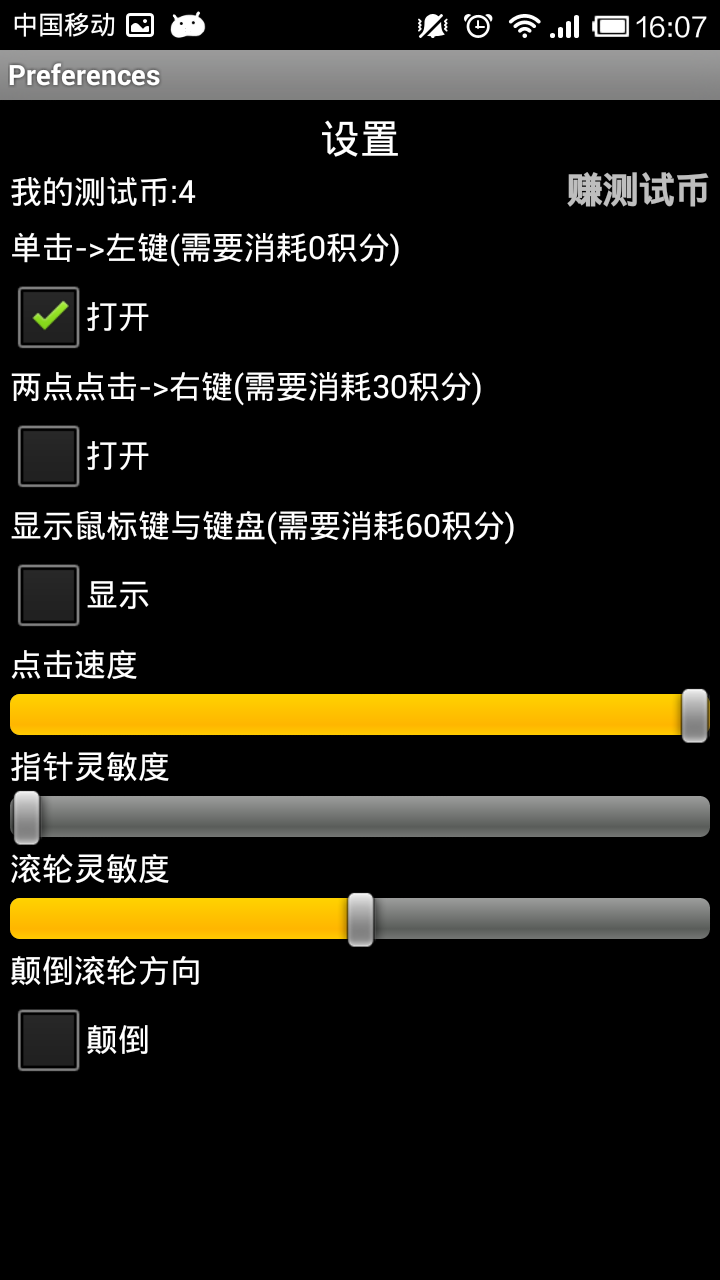 中国移动 16:07
Preferences
设置
我的测试币:4 赚测试币
单击->左键(需要消耗0积分)
打开
两点点击->右键(需要消耗30积分)
打开
显示鼠标键与键盘(需要消耗60积分)
显示
点击速度
指针灵敏度
滚轮灵敏度
颠倒滚轮方向
颠倒